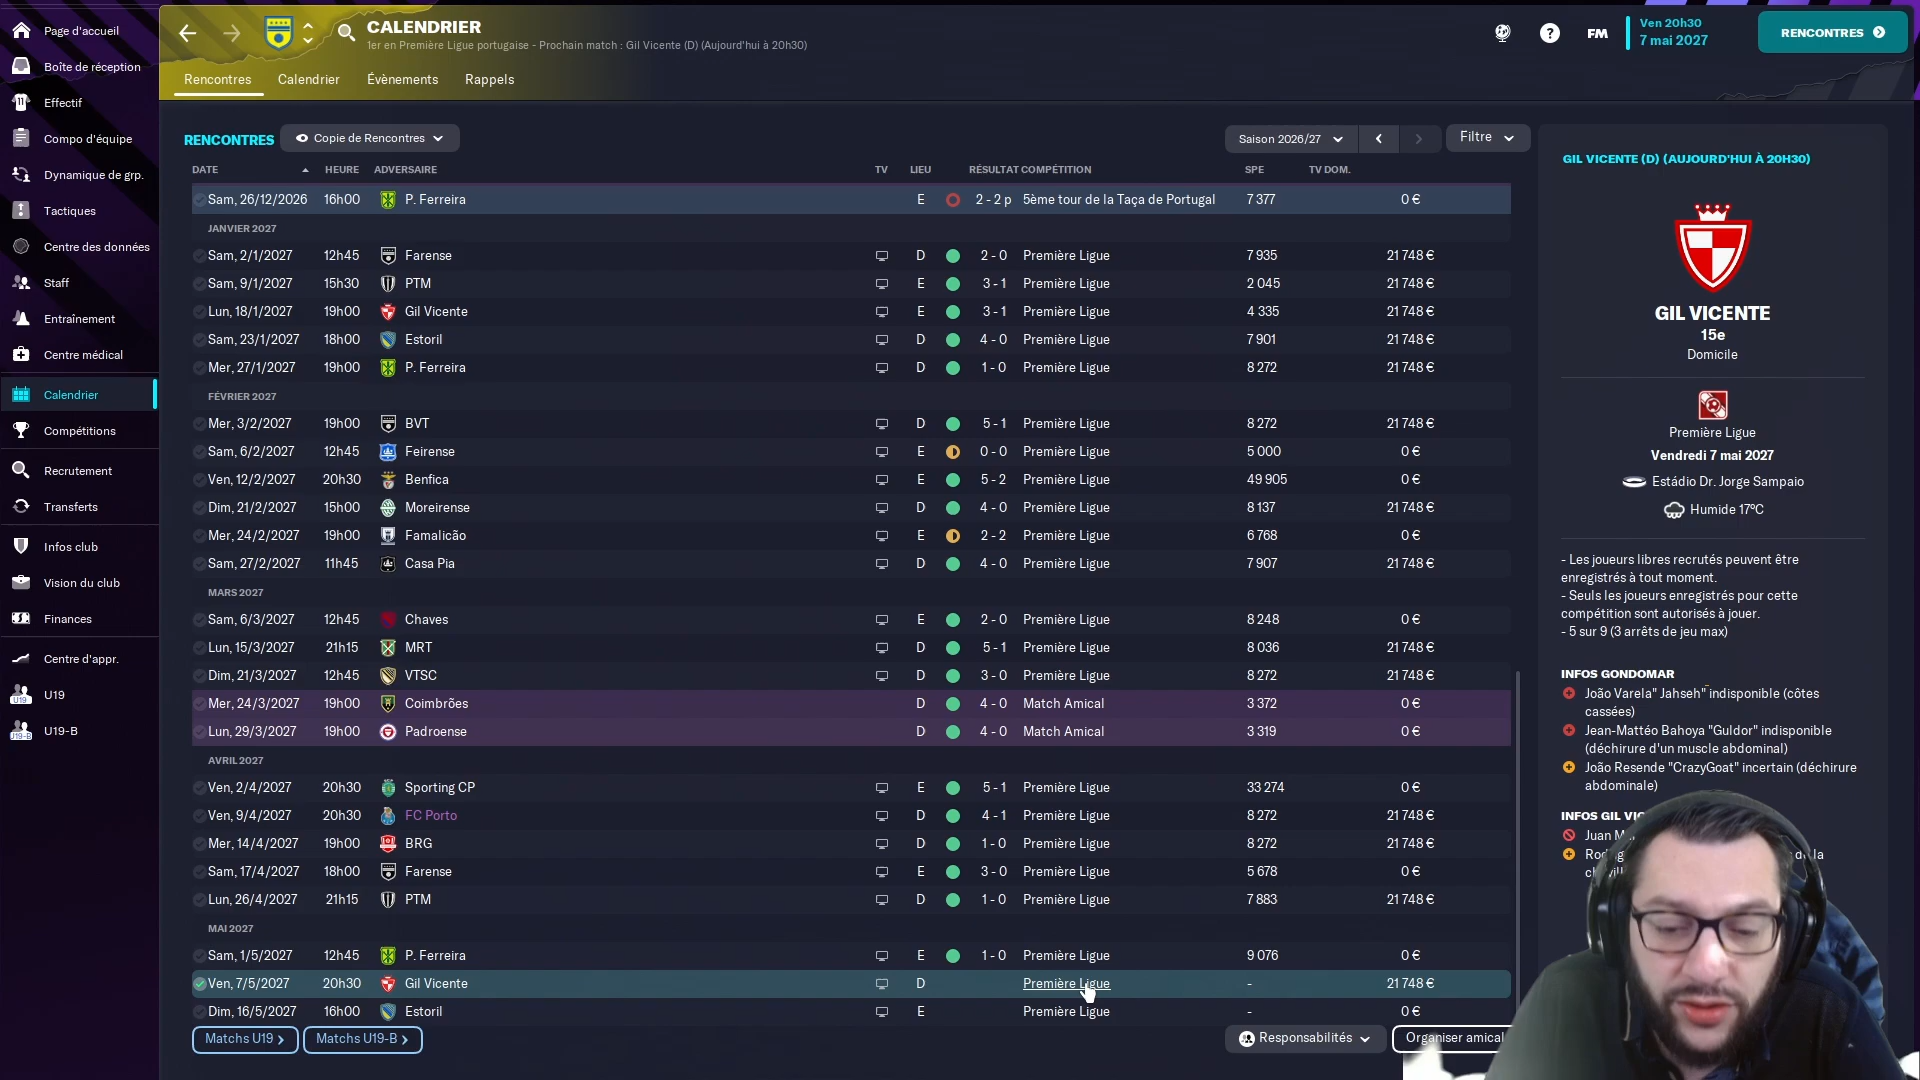 Page d'accueil
Boîte de réception
Effectif
Compo d'équipe
Dynamique de grp.
Tactiques
Centre des données
Staff
Entraînement
Centre médical
Calendrier
Compétitions
Recrutement
Transferts
Infos club
Vision du club
Finances
Centre d'appr.
U19
U19-B
CALENDRIER
1er en Première Ligue portugaise - Prochain match : Gil Vicente (D) (Aujourd'hui à 20h30)
FM
Ven 20h30
7 mai 2027
RENCONTRES
Rencontres Calendrier Évènements Rappels
RENCONTRES Copie de Rencontres Saison 2026/27 Filtre
DATE HEURE ADVERSAIRE TV LIEU RÉSULTAT COMPÉTITION SPE TV DOM.
Sam, 26/12/2026 16h00 P. Ferreira E 2 - 2 p 5ème tour de la Taça de Portugal 7 377 0 €
JANVIER 2027
Sam, 2/1/2027 12h45 Farense D 2 - 0 Première Ligue 7 935 21 748 €
Sam, 9/1/2027 15h30 PTM E 3 - 1 Première Ligue 2 045 21 748 €
Lun, 18/1/2027 19h00 Gil Vicente E 3 - 1 Première Ligue 4 335 21 748 €
Sam, 23/1/2027 18h00 Estoril D 4 - 0 Première Ligue 7 901 21 748 €
Mer, 27/1/2027 19h00 P. Ferreira D 1 - 0 Première Ligue 8 272 21 748 €
FÉVRIER 2027
Mer, 3/2/2027 19h00 BVT D 5 - 1 Première Ligue 8 272 21 748 €
Sam, 6/2/2027 12h45 Feirense E 0 - 0 Première Ligue 5 000 0 €
Ven, 12/2/2027 20h30 Benfica E 5 - 2 Première Ligue 49 905 0 €
Dim, 21/2/2027 15h00 Moreirense D 4 - 0 Première Ligue 8 137 21 748 €
Mer, 24/2/2027 19h00 Famalicão E 2 - 2 Première Ligue 6 768 0 €
Sam, 27/2/2027 11h45 Casa Pia D 4 - 0 Première Ligue 7 907 21 748 €
MARS 2027
Sam, 6/3/2027 12h45 Chaves E 2 - 0 Première Ligue 8 248 0 €
Lun, 15/3/2027 21h15 MRT D 5 - 1 Première Ligue 8 036 21 748 €
Dim, 21/3/2027 12h45 VTSC D 3 - 0 Première Ligue 8 272 21 748 €
Mer, 24/3/2027 19h00 Coimbrões D 4 - 0 Match Amical 3 372 0 €
Lun, 29/3/2027 19h00 Padroense D 4 - 0 Match Amical 3 319 0 €
AVRIL 2027
Ven, 2/4/2027 20h30 Sporting CP E 5 - 1 Première Ligue 33 274 0 €
Ven, 9/4/2027 20h30 FC Porto D 4 - 1 Première Ligue 8 272 21 748 €
Mer, 14/4/2027 19h00 BRG D 1 - 0 Première Ligue 8 272 21 748 €
Sam, 17/4/2027 18h00 Farense E 3 - 0 Première Ligue 5 678 0 €
Lun, 26/4/2027 21h15 PTM D 1 - 0 Première Ligue 7 883 21 748 €
MAI 2027
Sam, 1/5/2027 12h45 P. Ferreira E 1 - 0 Première Ligue 9 076 0 €
Ven, 7/5/2027 20h30 Gil Vicente D Première Ligue - 21 748 €
Dim, 16/5/2027 16h00 Estoril E Première Ligue - 0 €
Matchs U19 Matchs U19-B Responsabilités Organiser amical
GIL VICENTE (D) (AUJOURD'HUI À 20H30)
GIL VICENTE
15e
Domicile
Première Ligue
Vendredi 7 mai 2027
Estádio Dr. Jorge Sampaio
Humide 17°C
- Les joueurs libres recrutés peuvent être
enregistrés à tout moment.
- Seuls les joueurs enregistrés pour cette
compétition sont autorisés à jouer.
- 5 sur 9 (3 arrêts de jeu max)
INFOS GONDOMAR
João Varela" Jahseh" indisponible (côtes
cassées)
Jean-Mattéo Bahoya "Guldor" indisponible
(déchirure d'un muscle abdominal)
João Resende "CrazyGoat" incertain (déchirure
abdominale)
INFOS GIL
Juan
la